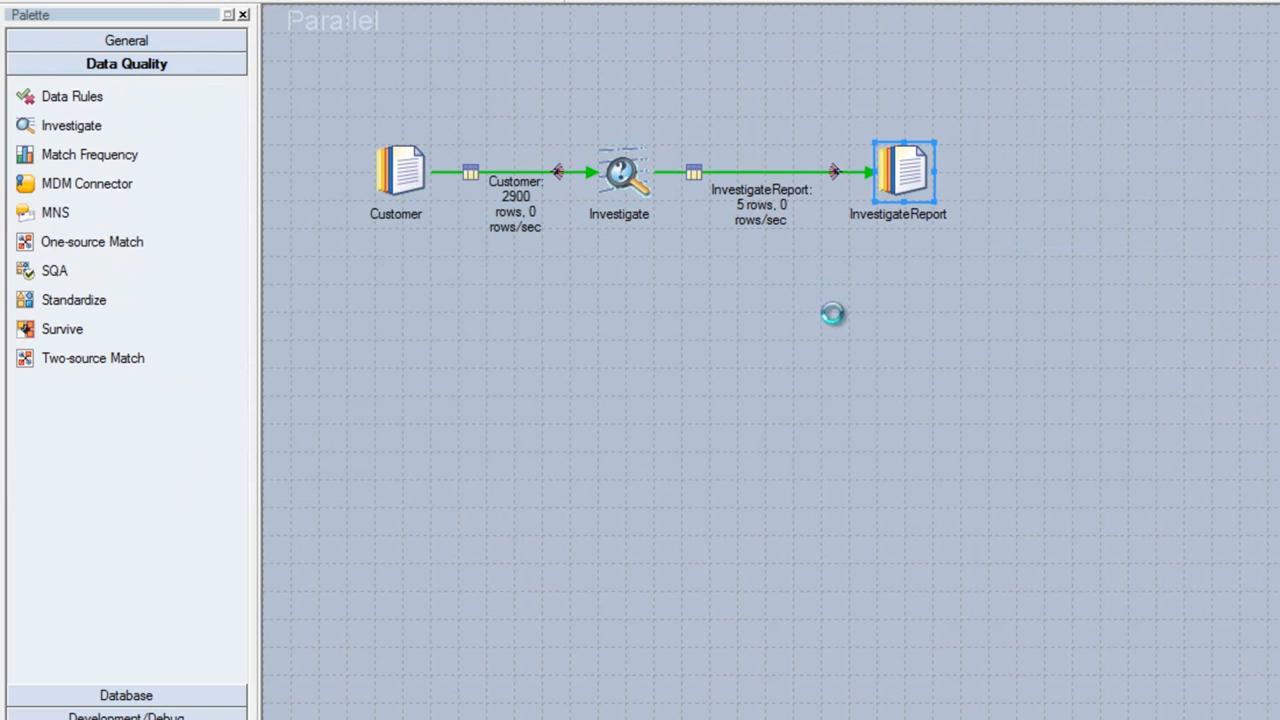 Palette
General
Data Quality
Data Rules
Investigate
Match Frequency
MDM Connector
MNS
One-source Match
SQA
Standardize
Survive
Two-source Match
Database
Development/Debug
Parallel
Customer
Customer:
2900
rows, 0
rows/sec
Investigate
InvestigateReport:
5 rows, 0
rows/sec
InvestigateReport